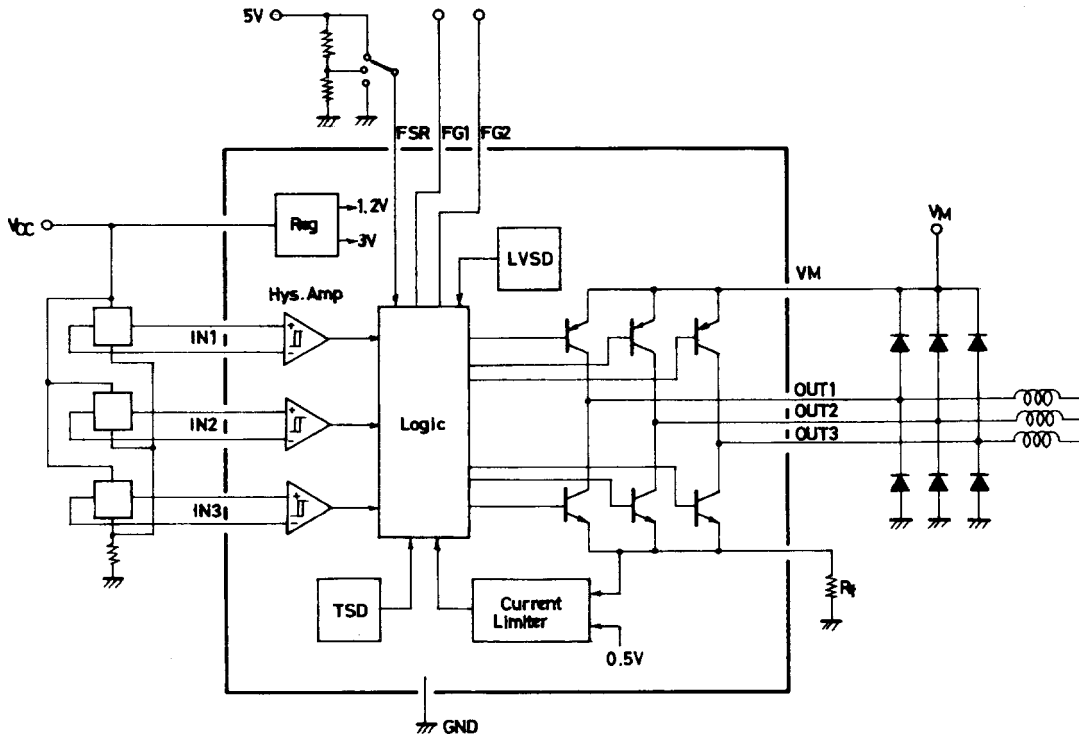 5V
FSR FG1 FG2
VCC
Reg
1.2V
3V
LVSD
VM
VM
Hys. Amp
IN1
IN2
IN3
Logic
OUT1
OUT2
OUT3
TSD
Current
Limiter
0.5V
Rf
GND
+
-
+
-
+
-